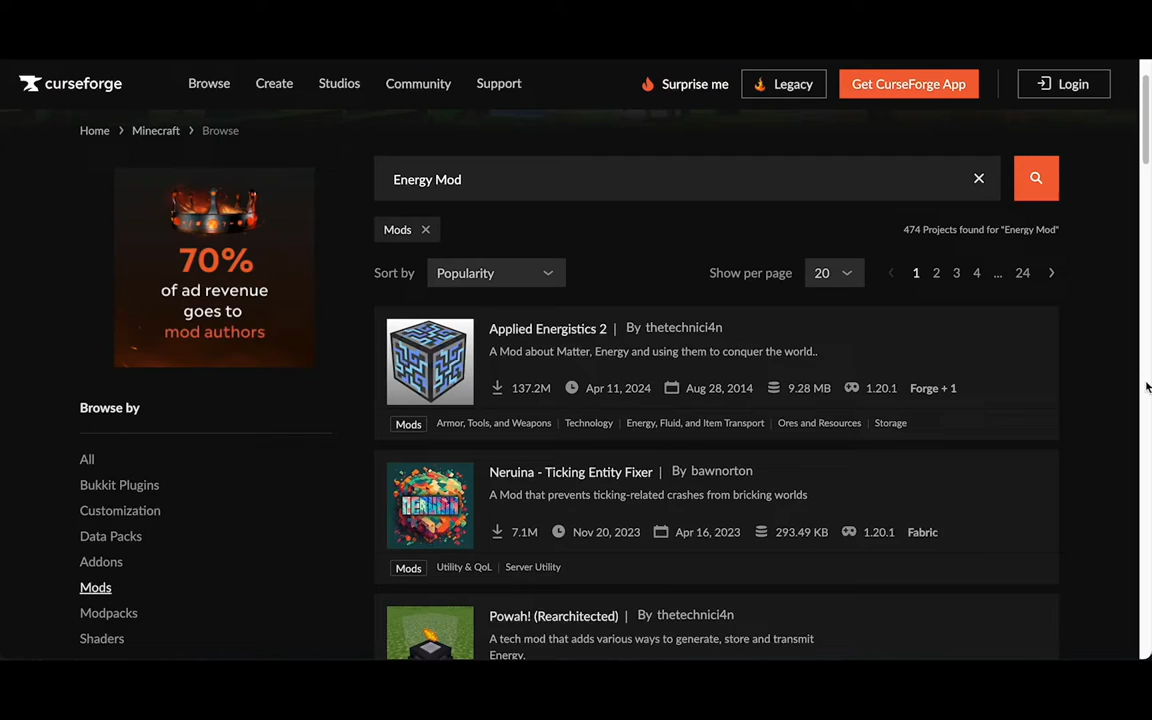 curseforge
Browse
Create
Studios
Community
Support
Surprise me
Legacy
Get CurseForge App
Login
Home
Minecraft
Browse
70%
of ad revenue
goes to
mod authors
Energy Mod
Mods
474 Projects found for "Energy Mod"
Sort by
Popularity
Show per page
20
1 2 3 4 ... 24
Applied Energistics 2 | By thetechnici4n
A Mod about Matter, Energy and using them to conquer the world..
137.2M Apr 11, 2024 Aug 28, 2014 9.28 MB 1.20.1 Forge + 1
Mods Armor, Tools, and Weapons | Technology | Energy, Fluid, and Item Transport | Ores and Resources | Storage
NERUINA
Neruina - Ticking Entity Fixer | By bawnorton
A Mod that prevents ticking-related crashes from bricking worlds
7.1M Nov 20, 2023 Apr 16, 2023 293.49 KB 1.20.1 Fabric
Mods Utility & QoL | Server Utility
Powah! (Rearchitected) | By thetechnici4n
A tech mod that adds various ways to generate, store and transmit
Energy.
Browse by
All
Bukkit Plugins
Customization
Data Packs
Addons
Mods
Modpacks
Shaders